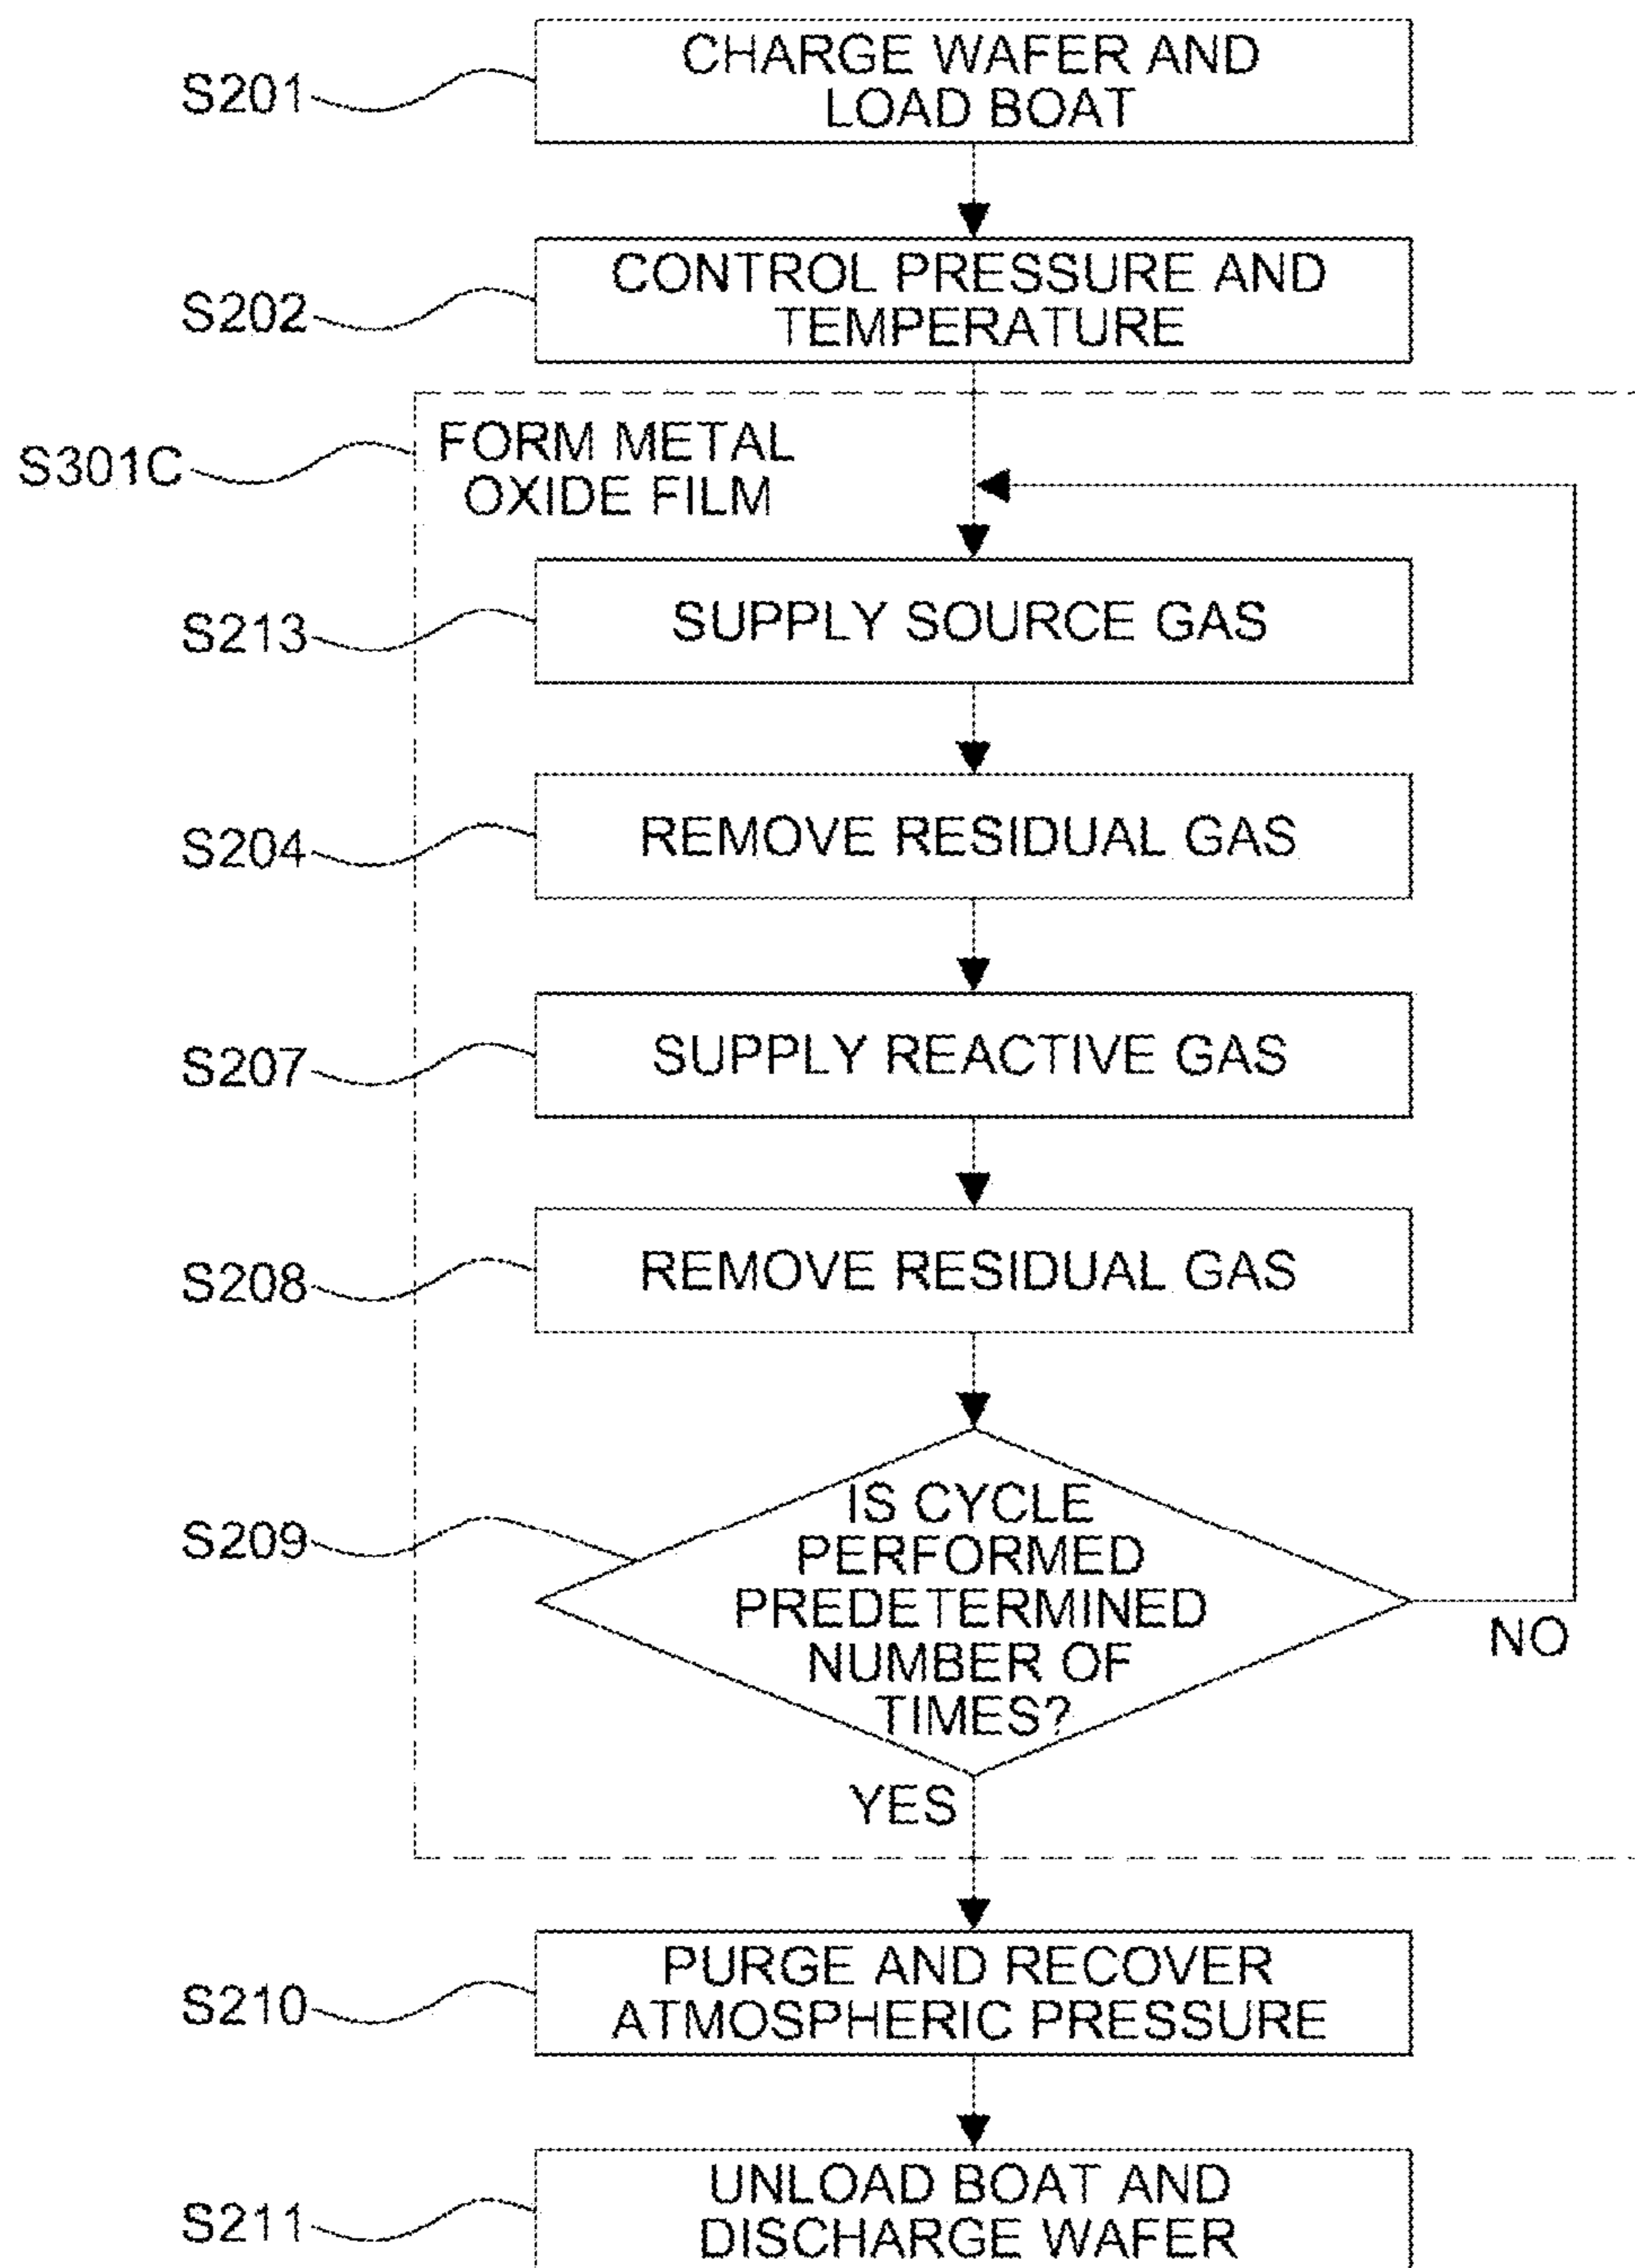 S201
CHARGE WAFER AND
LOAD BOAT
S202
CONTROL PRESSURE AND
TEMPERATURE
S301C
FORM METAL
OXIDE FILM
S213
SUPPLY SOURCE GAS
S204
REMOVE RESIDUAL GAS
S207
SUPPLY REACTIVE GAS
S208
REMOVE RESIDUAL GAS
S209
IS CYCLE
PERFORMED
PREDETERMINED
NUMBER OF
TIMES?
NO
YES
S210
PURGE AND RECOVER
ATMOSPHERIC PRESSURE
S211
UNLOAD BOAT AND
DISCHARGE WAFER